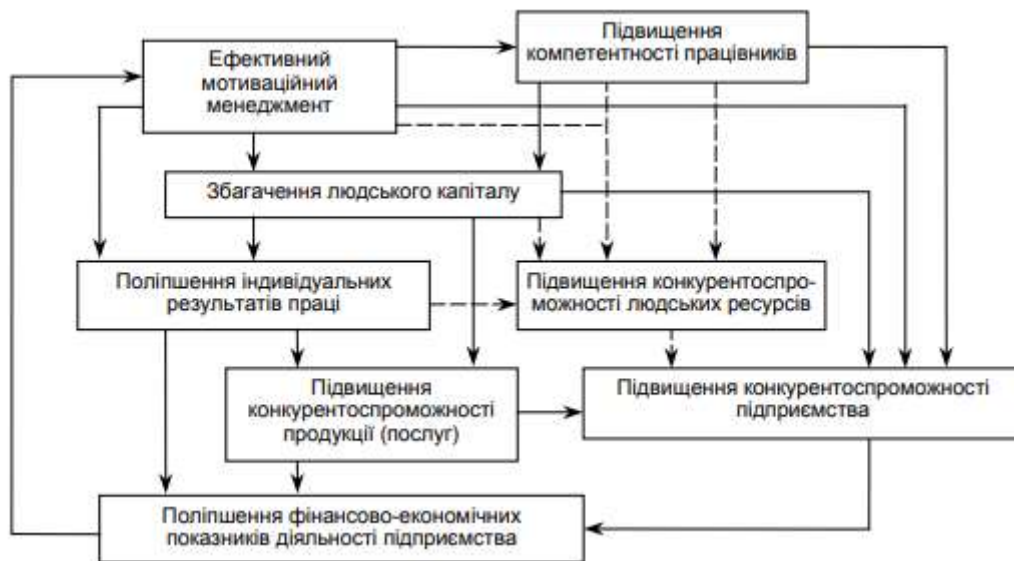 Ефективний
мотиваційний
менеджмент
Підвищення
компетентності працівників
Збагачення людського капіталу
Поліпшення індивідуальних
результатів праці
Підвищення конкурентоспро-
можності людських ресурсів
Підвищення
конкурентоспроможності
продукції (послуг)
Підвищення конкурентоспроможності
підприємства
Поліпшення фінансово-економічних
показників діяльності підприємства